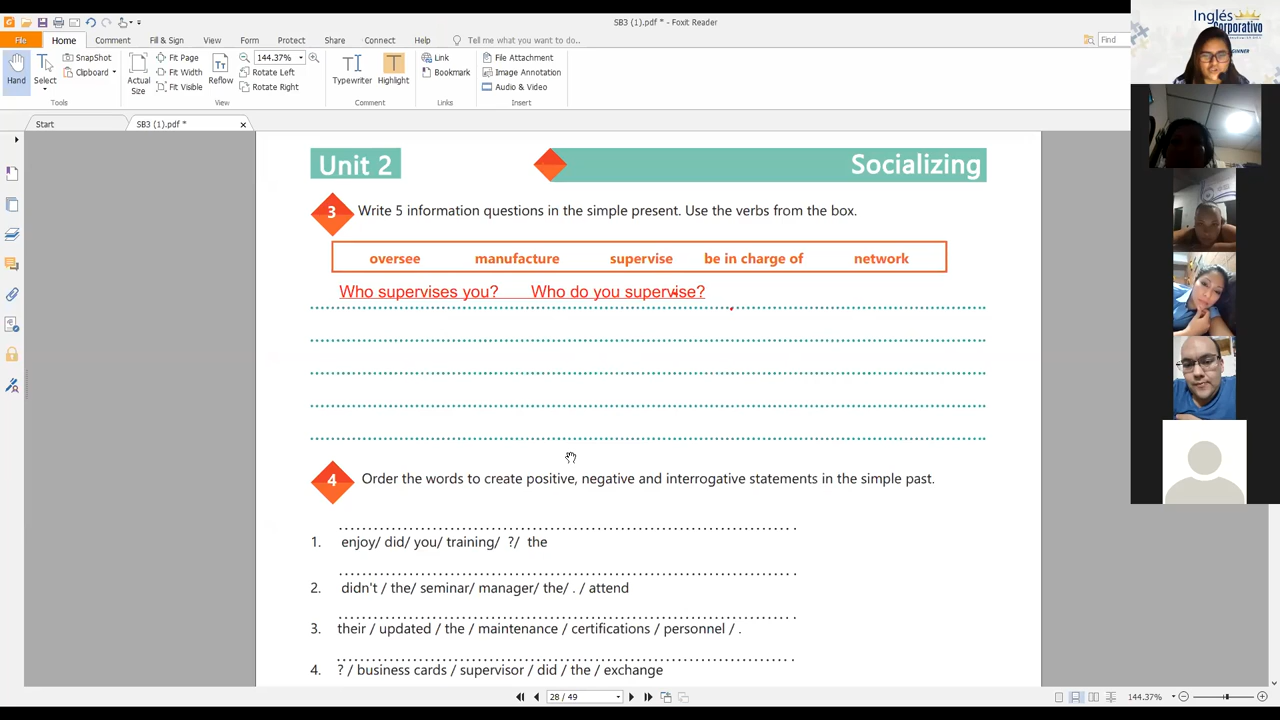 SB3 (1).pdf * - Foxit Reader
File Home Comment Fill & Sign View Form Protect Share Connect Help Tell me what you want to do.. Find
Hand Select SnapShot Clipboard Actual Size Fit Page Fit Width Fit Visible Reflow 144.37% Rotate Left Rotate Right Typewriter Highlight Link Bookmark File Attachment Image Annotation Audio & Video
Tools View Comment Links Insert
Start SB3 (1).pdf *
Inglés
Corporativo
Unit 2 Socializing
3 Write 5 information questions in the simple present. Use the verbs from the box.
oversee manufacture supervise be in charge of network
Who supervises you? Who do you supervise?
4 Order the words to create positive, negative and interrogative statements in the simple past.
1. enjoy/ did/ you/ training/ ?/ the
2. didn't / the/ seminar/ manager/ the/ . / attend
3. their / updated / the / maintenance / certifications / personnel / .
4. ? / business cards / supervisor / did / the / exchange
28 / 49 144.37%